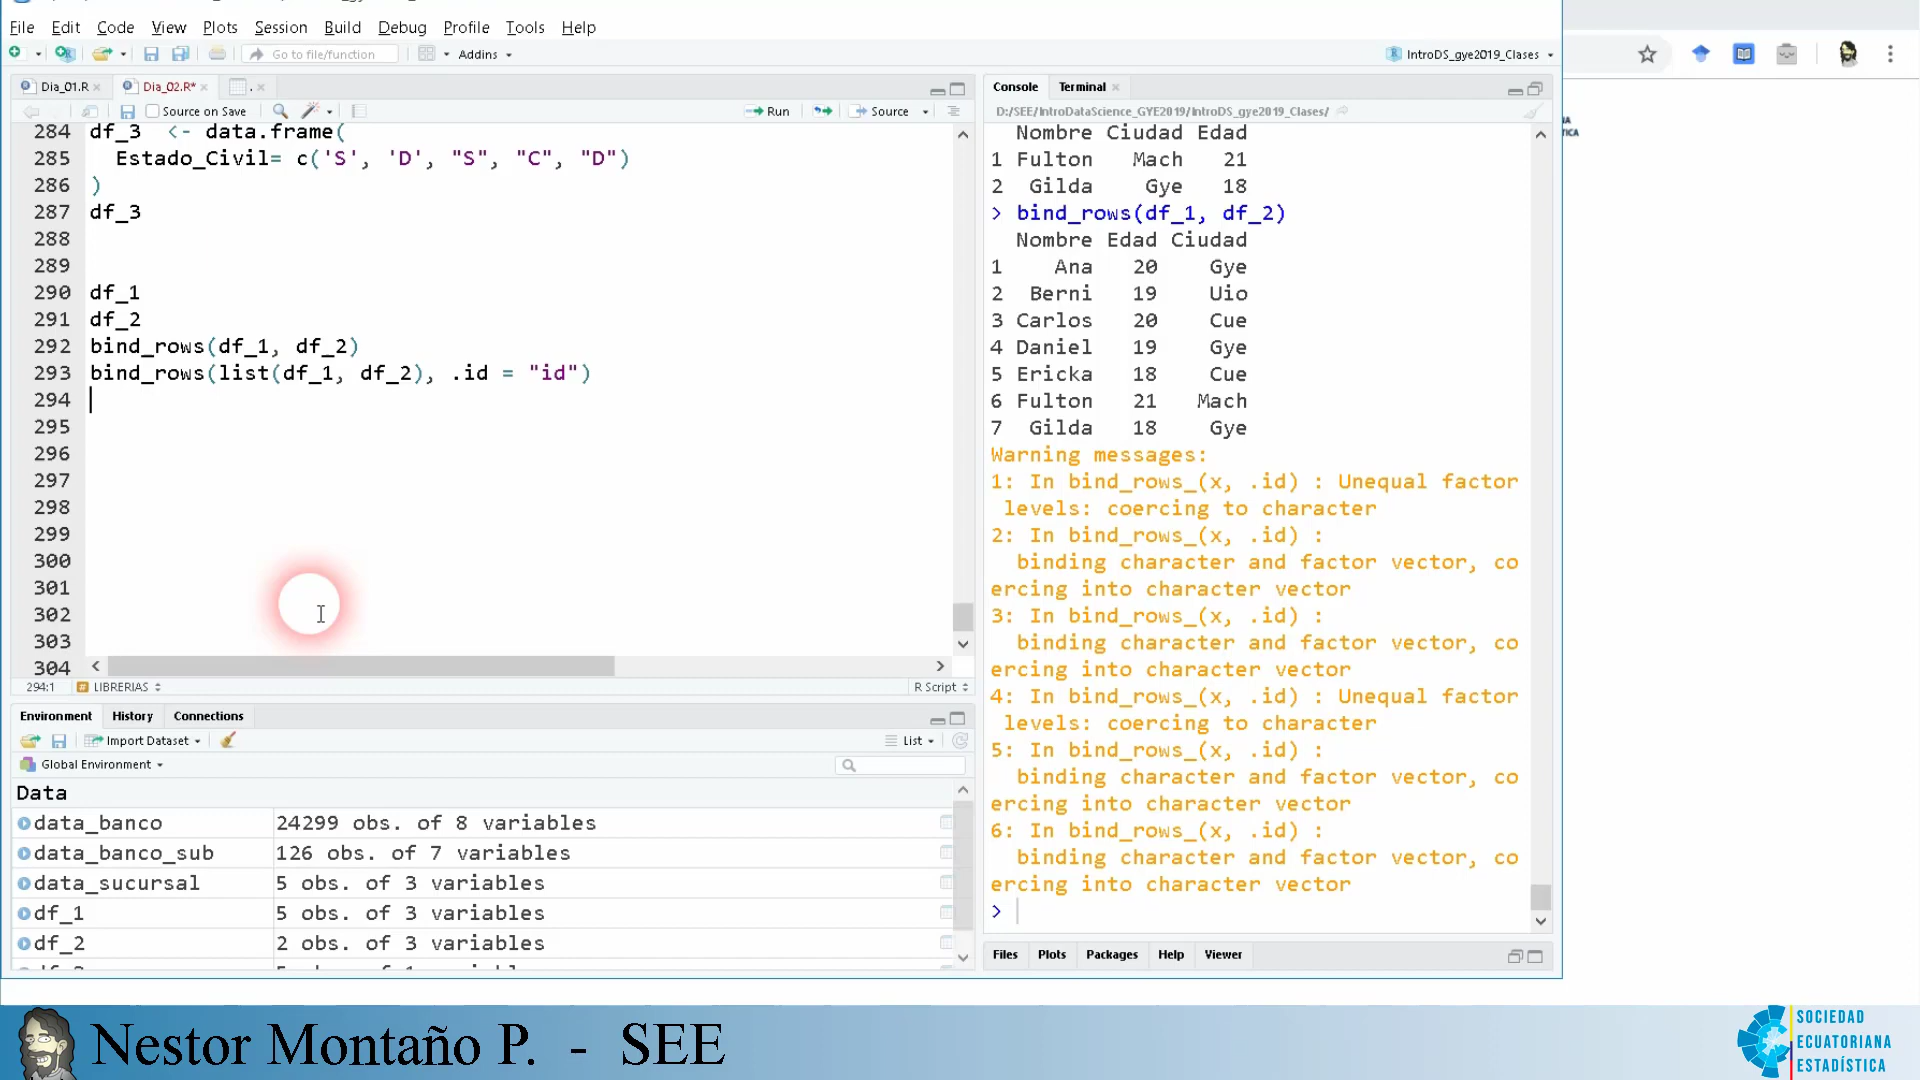 File Edit Code View Plots Session Build Debug Profile Tools Help
Go to file/function Addins IntroDS_gye2019_Clases
Dia_01.R Dia_02.R*
Source on Save Run Source
284 df_3 <- data.frame(
285 Estado_Civil= c('S', 'D', "S", "C", "D")
286 )
287 df_3
288
289
290 df_1
291 df_2
292 bind_rows(df_1, df_2)
293 bind_rows(list(df_1, df_2), .id = "id")
294
295
296
297
298
299
300
301
302
303
304
294:1 LIBRERIAS R Script
Environment History Connections
Import Dataset List
Global Environment
Data
data_banco 24299 obs. of 8 variables
data_banco_sub 126 obs. of 7 variables
data_sucursal 5 obs. of 3 variables
df_1 5 obs. of 3 variables
df_2 2 obs. of 3 variables
Console Terminal
D:/SEE/IntroDataScience_GYE2019/IntroDS_gye2019_Clases/
Nombre Ciudad Edad
1 Fulton Mach 21
2 Gilda Gye 18
> bind_rows(df_1, df_2)
Nombre Edad Ciudad
1 Ana 20 Gye
2 Berni 19 Uio
3 Carlos 20 Cue
4 Daniel 19 Gye
5 Ericka 18 Cue
6 Fulton 21 Mach
7 Gilda 18 Gye
Warning messages:
1: In bind_rows_(x, .id) : Unequal factor
levels: coercing to character
2: In bind_rows_(x, .id) :
binding character and factor vector, co
ercing into character vector
3: In bind_rows_(x, .id) :
binding character and factor vector, co
ercing into character vector
4: In bind_rows_(x, .id) : Unequal factor
levels: coercing to character
5: In bind_rows_(x, .id) :
binding character and factor vector, co
ercing into character vector
6: In bind_rows_(x, .id) :
binding character and factor vector, co
ercing into character vector
>
Files Plots Packages Help Viewer
Nestor Montaño P. - SEE
SOCIEDAD
ECUATORIANA
ESTADÍSTICA